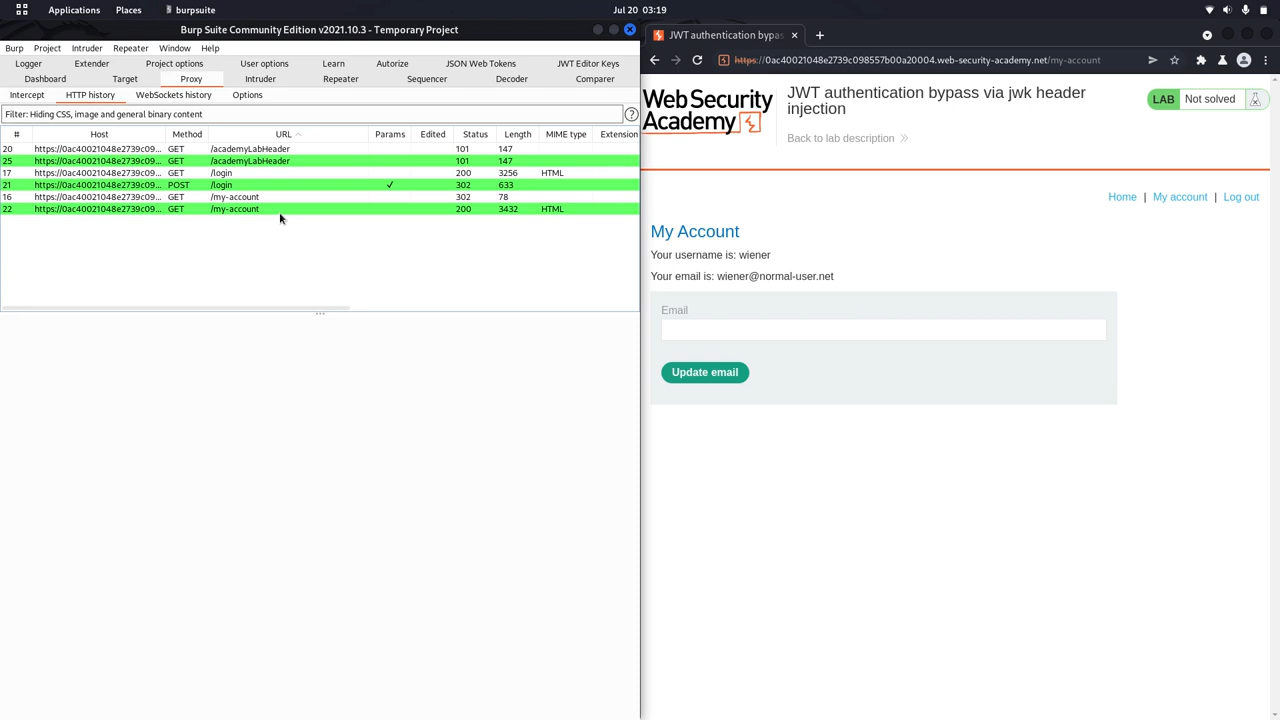 Applications Places burpsuite Jul 20 03:19
Burp Suite Community Edition v2021.10.3 - Temporary Project
Burp Project Intruder Repeater Window Help
Logger Extender Project options User options Learn Autorize JSON Web Tokens JWT Editor Keys
Dashboard Target Proxy Intruder Repeater Sequencer Decoder Comparer
Intercept HTTP history WebSockets history Options
Filter: Hiding CSS, image and general binary content ?
# Host Method URL Params Edited Status Length MIME type Extension
20 https://0ac40021048e2739c09... GET /academyLabHeader 101 147
25 https://0ac40021048e2739c09... GET /academyLabHeader 101 147
17 https://0ac40021048e2739c09... GET /login 200 3256 HTML
21 https://0ac40021048e2739c09... POST /login ✓ 302 633
16 https://0ac40021048e2739c09... GET /my-account 302 78
22 https://0ac40021048e2739c09... GET /my-account 200 3432 HTML
JWT authentication bypas
https://0ac40021048e2739c098557b00a20004.web-security-academy.net/my-account
WebSecurity
Academy
JWT authentication bypass via jwk header
injection
Back to lab description
LAB Not solved
Home | My account | Log out
My Account
Your username is: wiener
Your email is: wiener@normal-user.net
Email
Update email